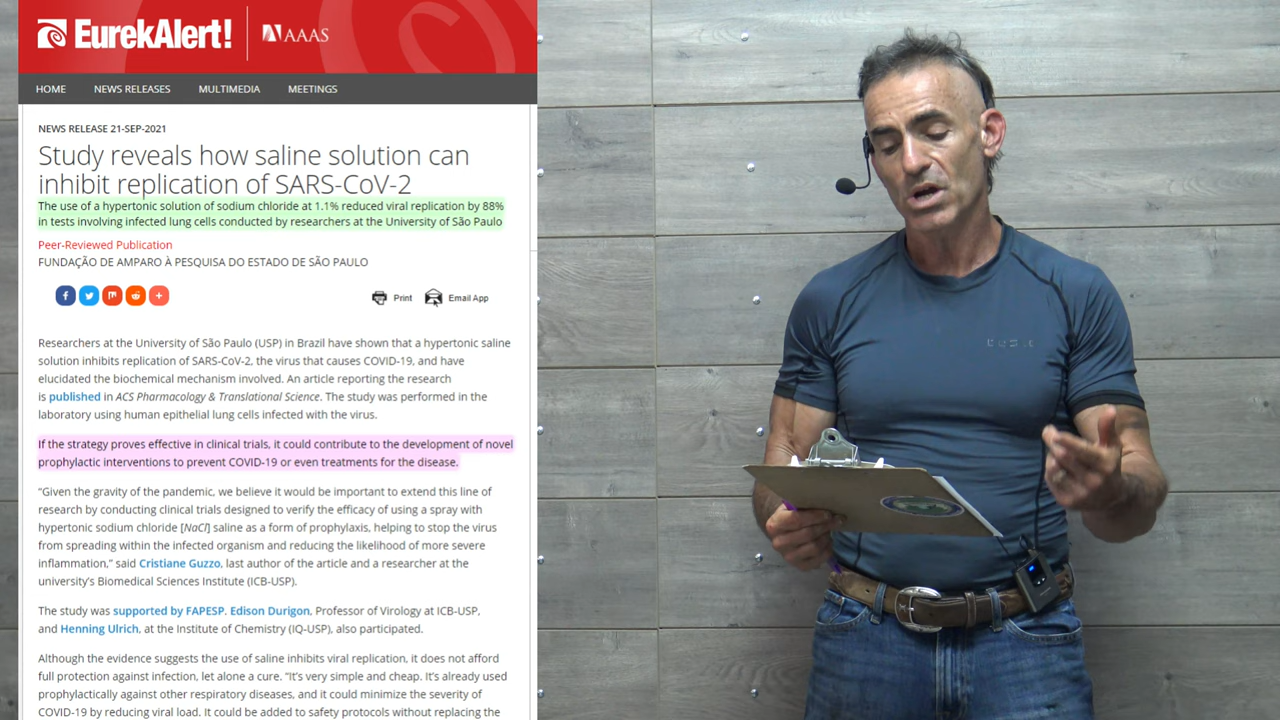 EurekAlert!
AAAS
HOME NEWS RELEASES MULTIMEDIA MEETINGS
NEWS RELEASE 21-SEP-2021
Study reveals how saline solution can
inhibit replication of SARS-CoV-2
The use of a hypertonic solution of sodium chloride at 1.1% reduced viral replication by 88%
in tests involving infected lung cells conducted by researchers at the University of São Paulo
Peer-Reviewed Publication
FUNDAÇÃO DE AMPARO À PESQUISA DO ESTADO DE SÃO PAULO
Print Email App
Researchers at the University of São Paulo (USP) in Brazil have shown that a hypertonic saline
solution inhibits replication of SARS-CoV-2, the virus that causes COVID-19, and have
elucidated the biochemical mechanism involved. An article reporting the research
is published in ACS Pharmacology & Translational Science. The study was performed in the
laboratory using human epithelial lung cells infected with the virus.
If the strategy proves effective in clinical trials, it could contribute to the development of novel
prophylactic interventions to prevent COVID-19 or even treatments for the disease.
“Given the gravity of the pandemic, we believe it would be important to extend this line of
research by conducting clinical trials designed to verify the efficacy of using a spray with
hypertonic sodium chloride [NaCl] saline as a form of prophylaxis, helping to stop the virus
from spreading within the infected organism and reducing the likelihood of more severe
inflammation,” said Cristiane Guzzo, last author of the article and a researcher at the
university’s Biomedical Sciences Institute (ICB-USP).
The study was supported by FAPESP. Edison Durigon, Professor of Virology at ICB-USP,
and Henning Ulrich, at the Institute of Chemistry (IQ-USP), also participated.
Although the evidence suggests the use of saline inhibits viral replication, it does not afford
full protection against infection, let alone a cure. “It’s very simple and cheap. It’s already used
prophylactically against other respiratory diseases, and it could minimize the severity of
COVID-19 by reducing viral load. It could be added to safety protocols without replacing the